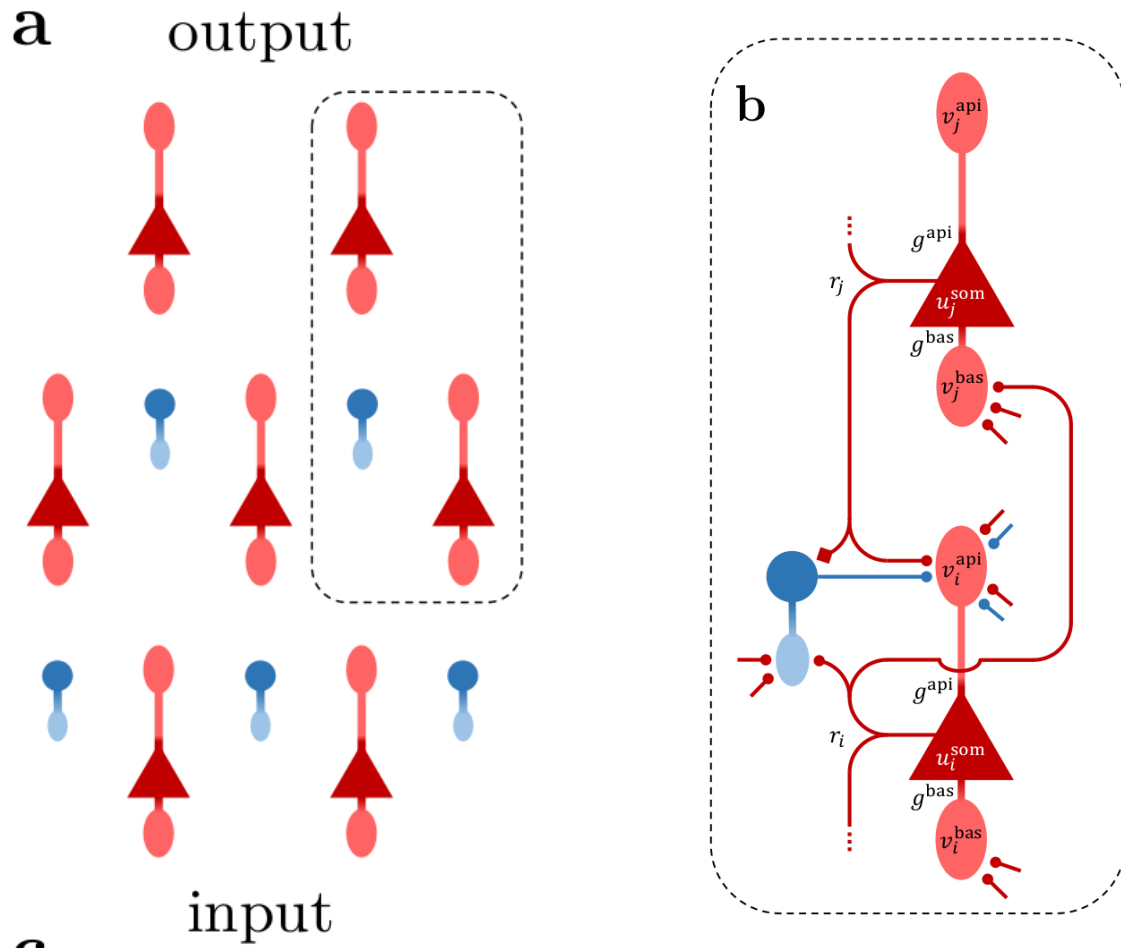 a
output
input
b
v_j^api
g^api
r_j
u_j^som
g^bas
v_j^bas
v_i^api
g^api
r_i
u_i^som
g^bas
v_i^bas